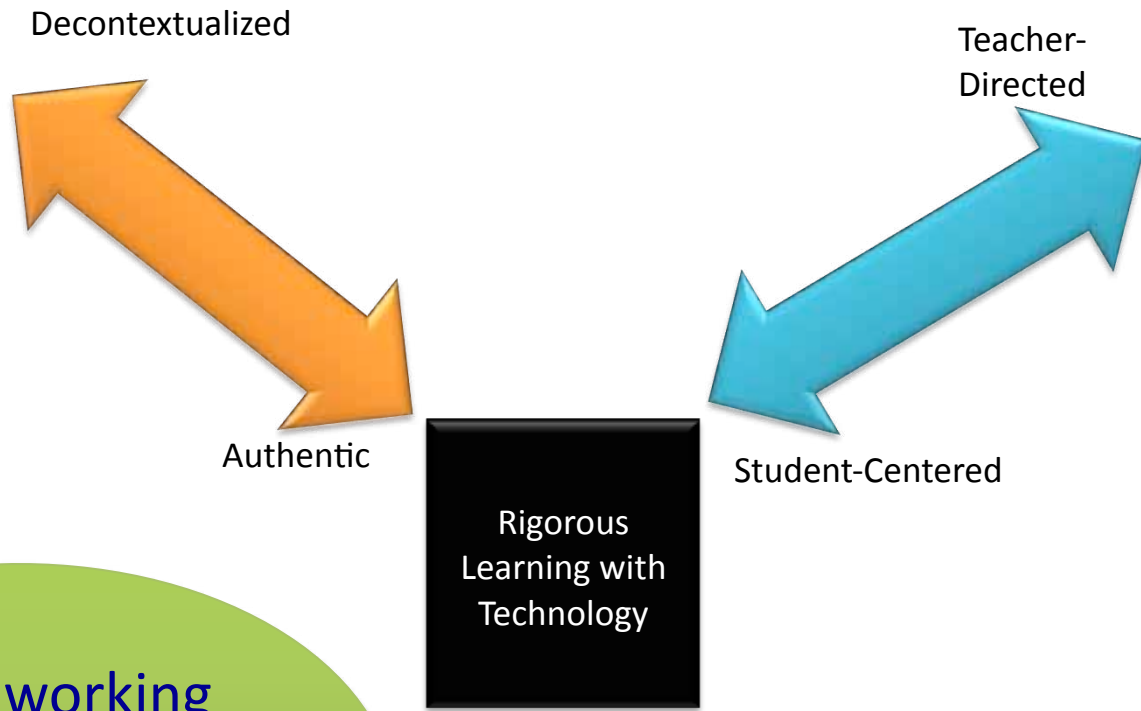 Decontextualized
Teacher-
Directed
Authentic
Student-Centered
Rigorous
Learning with
Technology
working